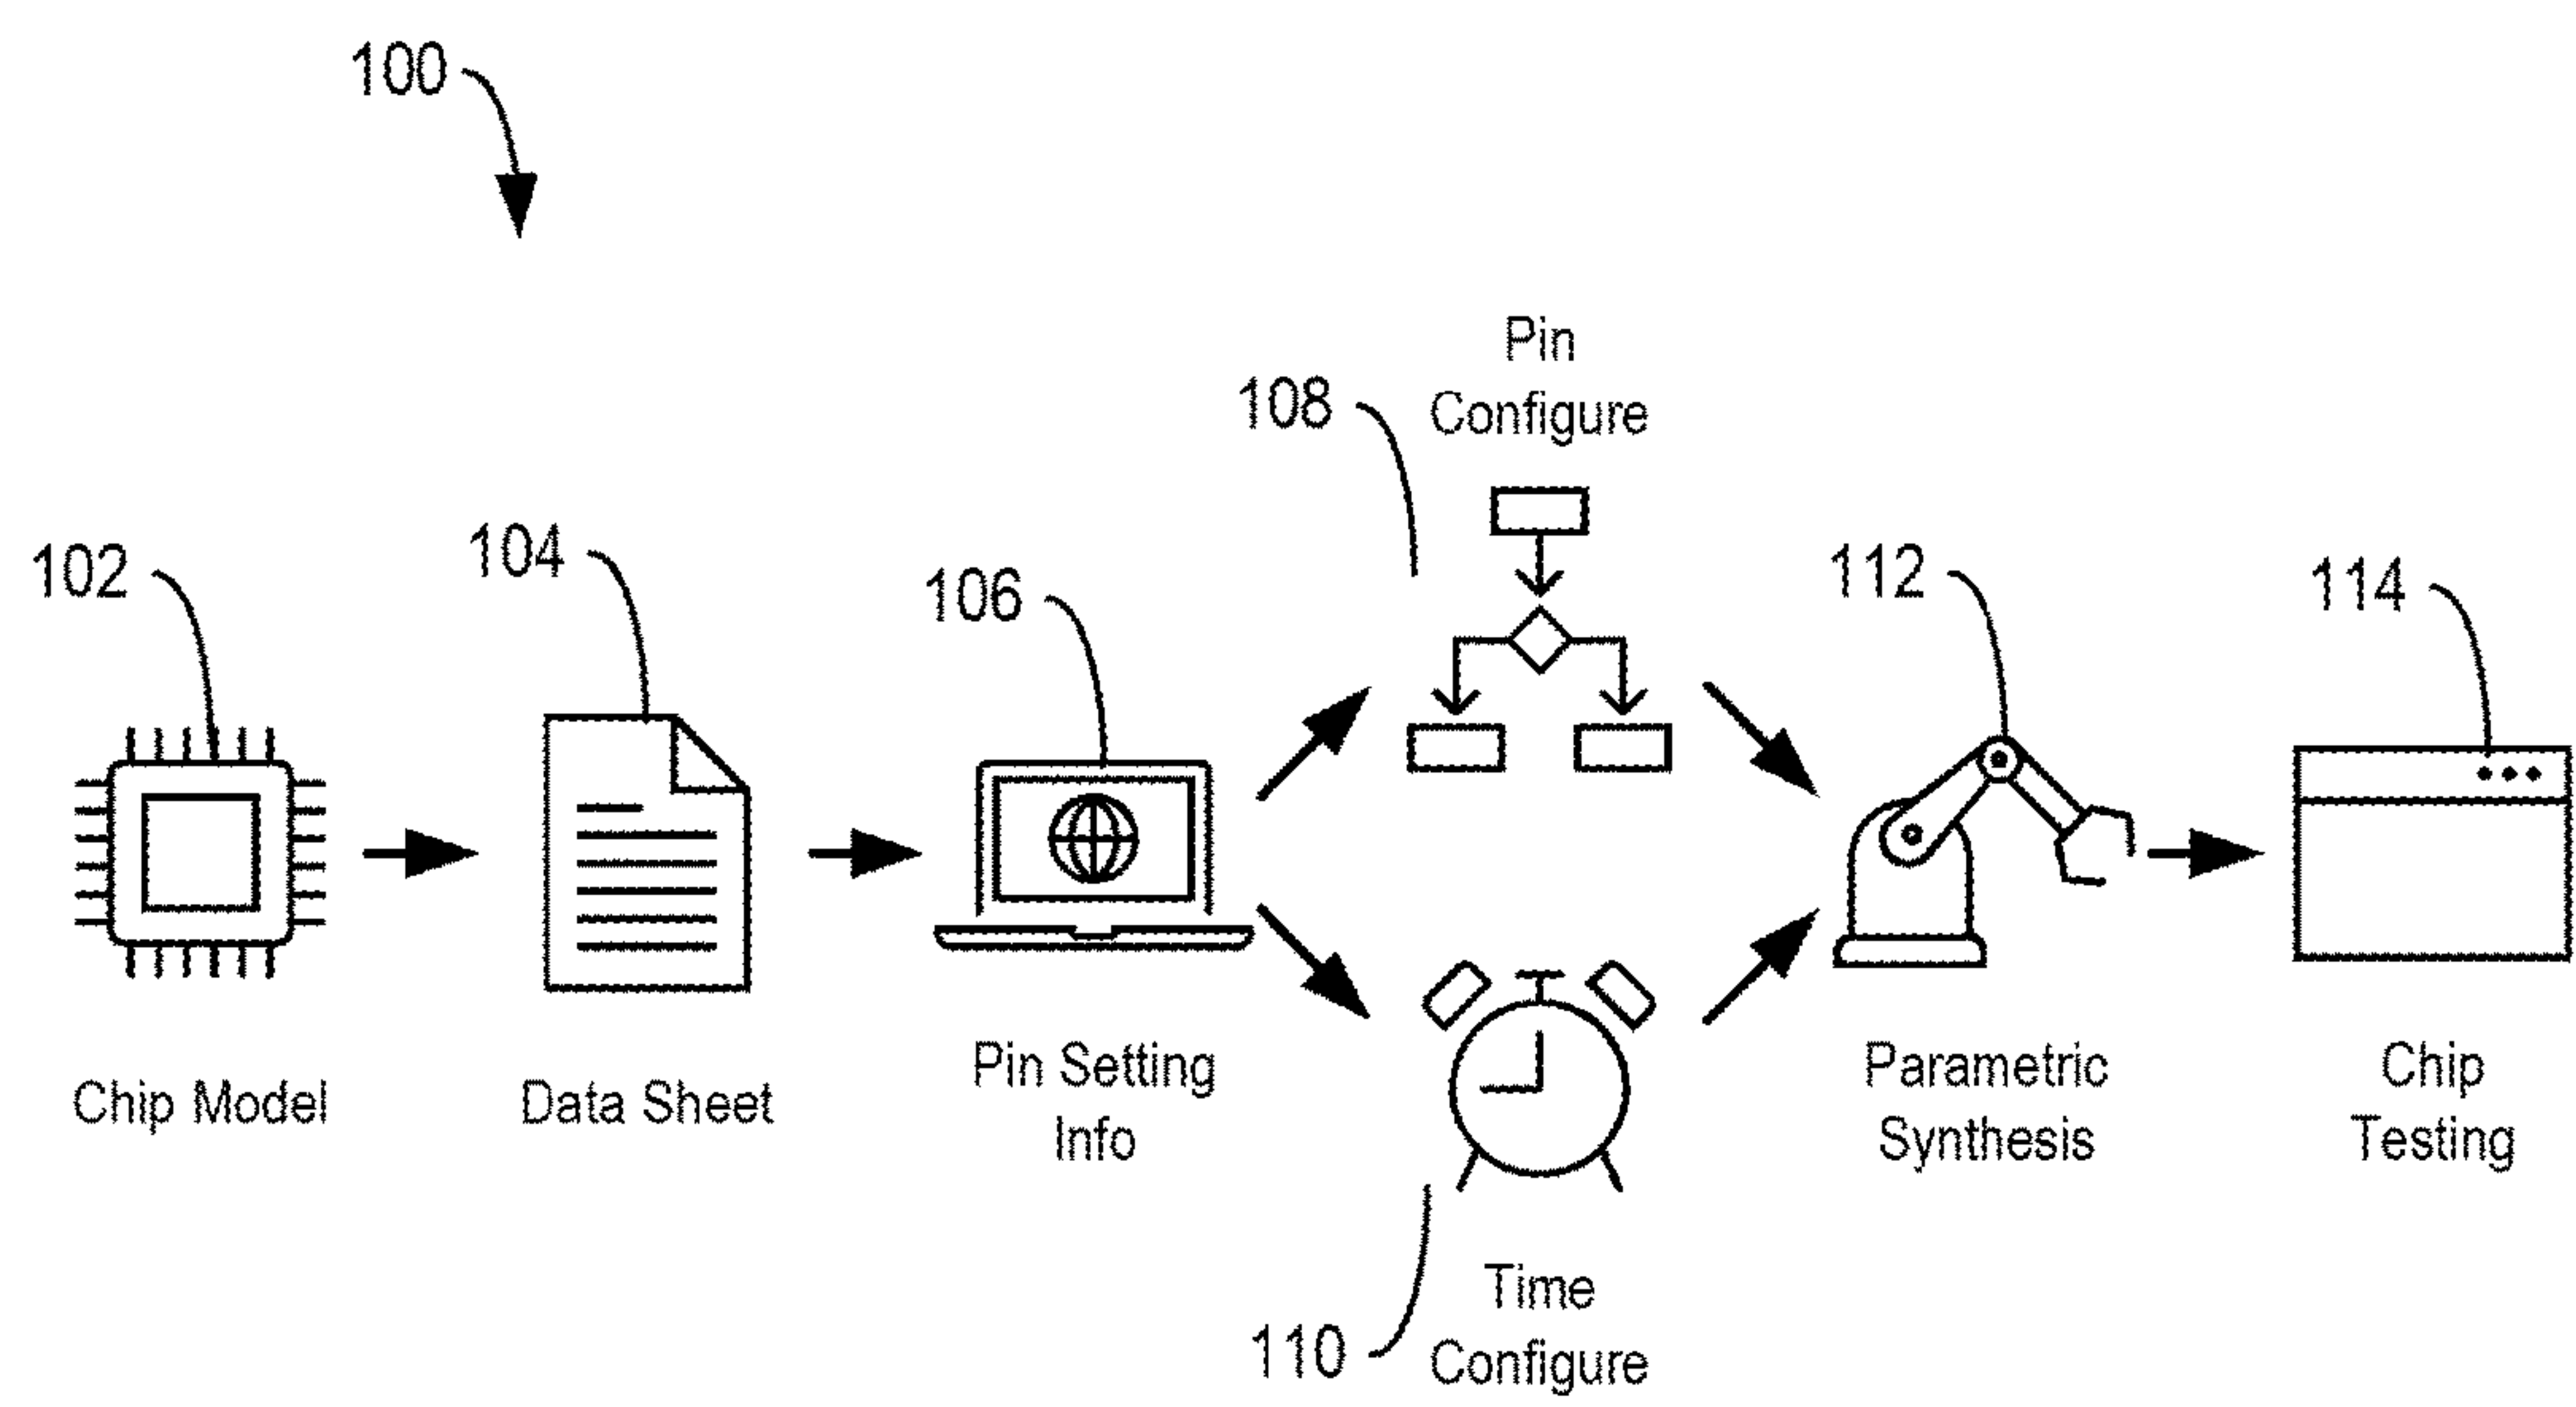 100
Pin
Configure
108
102
104
106
112
114
Chip Model
Data Sheet
Pin Setting
Info
Parametric
Synthesis
Chip
Testing
110
Time
Configure